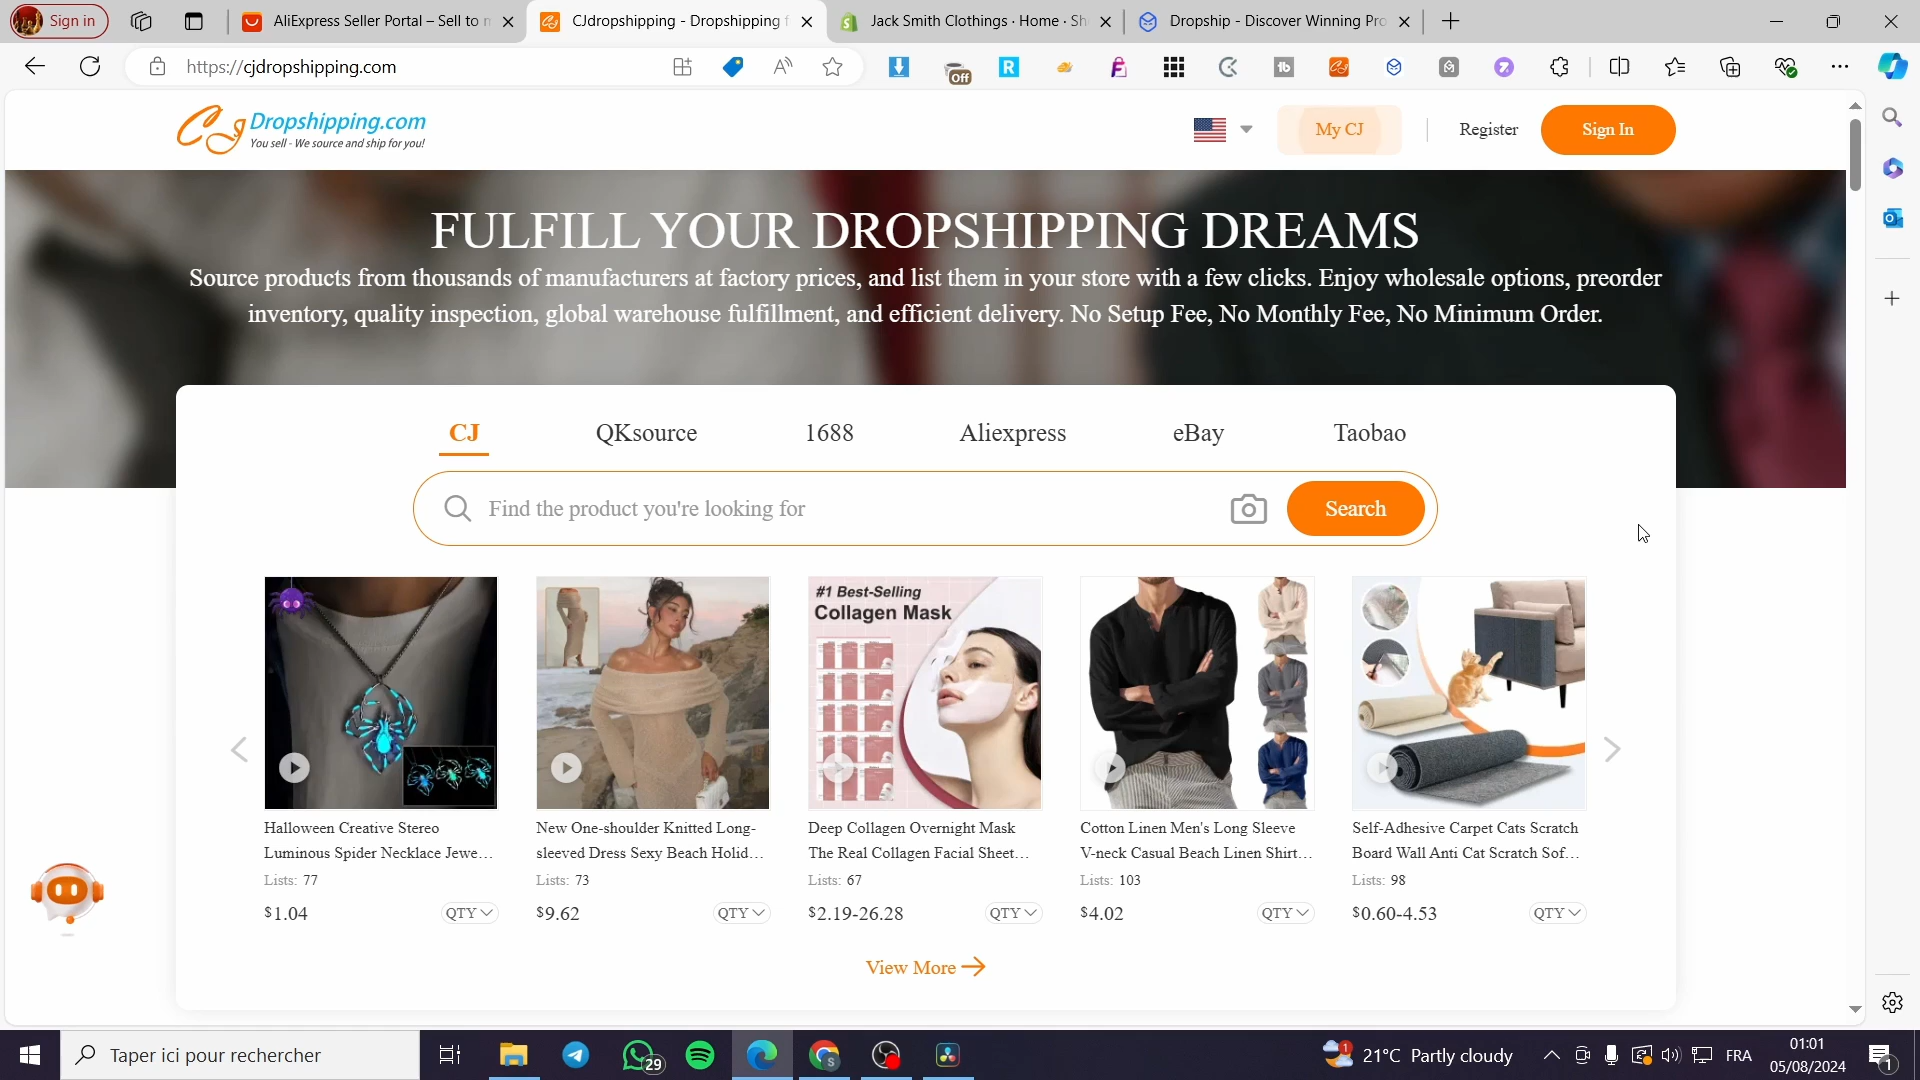 Sign in
AliExpress Seller Portal – Sell to m
CJdropshipping - Dropshipping f
Jack Smith Clothings · Home · Sh
Dropship - Discover Winning Pro
https://cjdropshipping.com
Off
CJ Dropshipping.com
You sell - We source and ship for you!
My CJ
Register
Sign In
FULFILL YOUR DROPSHIPPING DREAMS
Source products from thousands of manufacturers at factory prices, and list them in your store with a few clicks. Enjoy wholesale options, preorder
inventory, quality inspection, global warehouse fulfillment, and efficient delivery. No Setup Fee, No Monthly Fee, No Minimum Order.
CJ
QKsource
1688
Aliexpress
eBay
Taobao
Find the product you're looking for
Search
#1 Best-Selling
Collagen Mask
Halloween Creative Stereo
Luminous Spider Necklace Jewe...
Lists: 77
$1.04
QTY
New One-shoulder Knitted Long-
sleeved Dress Sexy Beach Holid...
Lists: 73
$9.62
QTY
Deep Collagen Overnight Mask
The Real Collagen Facial Sheet...
Lists: 67
$2.19-26.28
QTY
Cotton Linen Men's Long Sleeve
V-neck Casual Beach Linen Shirt...
Lists: 103
$4.02
QTY
Self-Adhesive Carpet Cats Scratch
Board Wall Anti Cat Scratch Sof...
Lists: 98
$0.60-4.53
QTY
View More
Taper ici pour rechercher
29
1
21°C Partly cloudy
FRA
01:01
05/08/2024
1